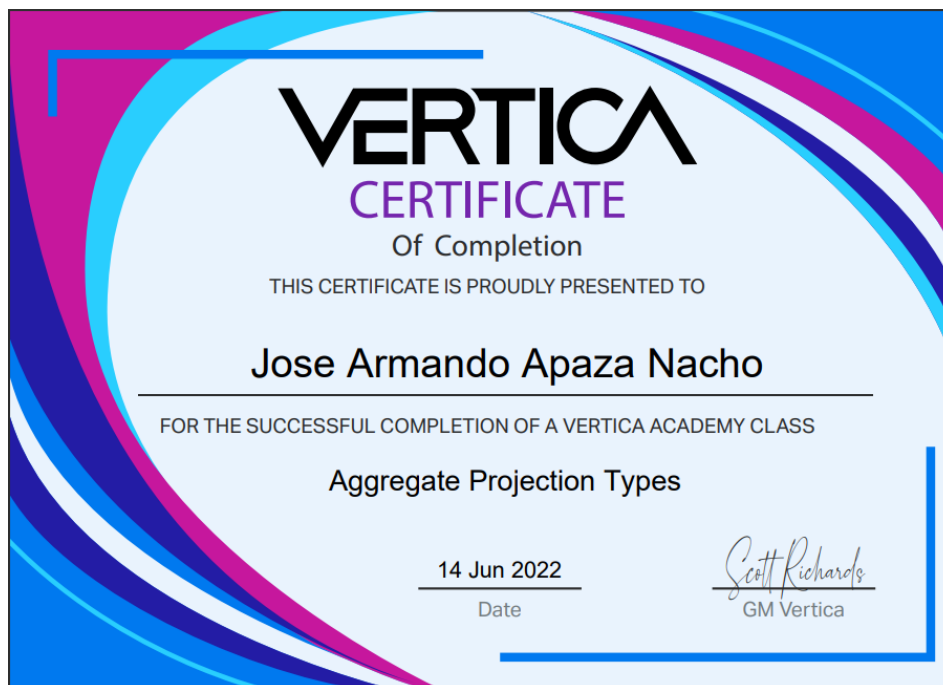 VERTICA
CERTIFICATE
Of Completion
THIS CERTIFICATE IS PROUDLY PRESENTED TO
Jose Armando Apaza Nacho
FOR THE SUCCESSFUL COMPLETION OF A VERTICA ACADEMY CLASS
Aggregate Projection Types
14 Jun 2022
Date
Scott Richards
GM Vertica